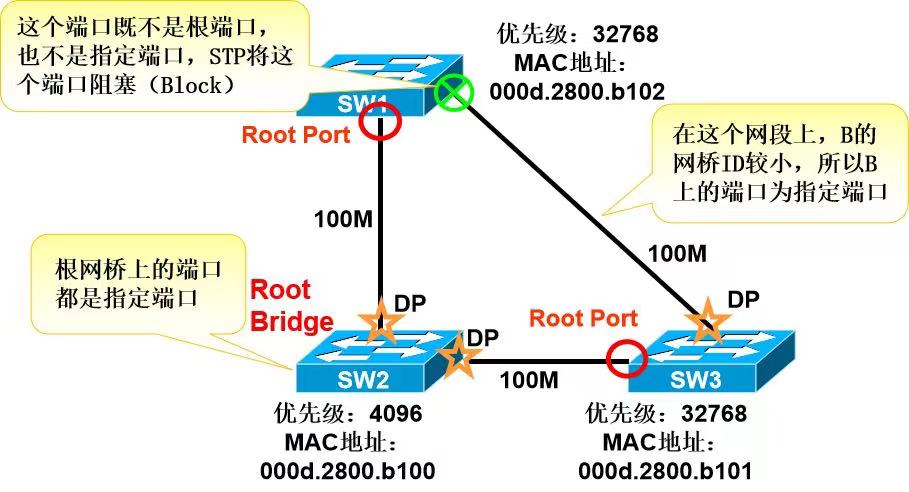 这个端口既不是根端口，
也不是指定端口，STP将这
个端口阻塞（Block）
优先级：32768
MAC地址：
000d.2800.b102
SW1
Root Port
在这个网段上，B的
网桥ID较小，所以B
上的端口为指定端口
100M
100M
根网桥上的端口
都是指定端口
Root
Bridge
DP
DP
Root Port
DP
SW2
100M
SW3
优先级：4096
MAC地址：
000d.2800.b100
优先级：32768
MAC地址：
000d.2800.b101